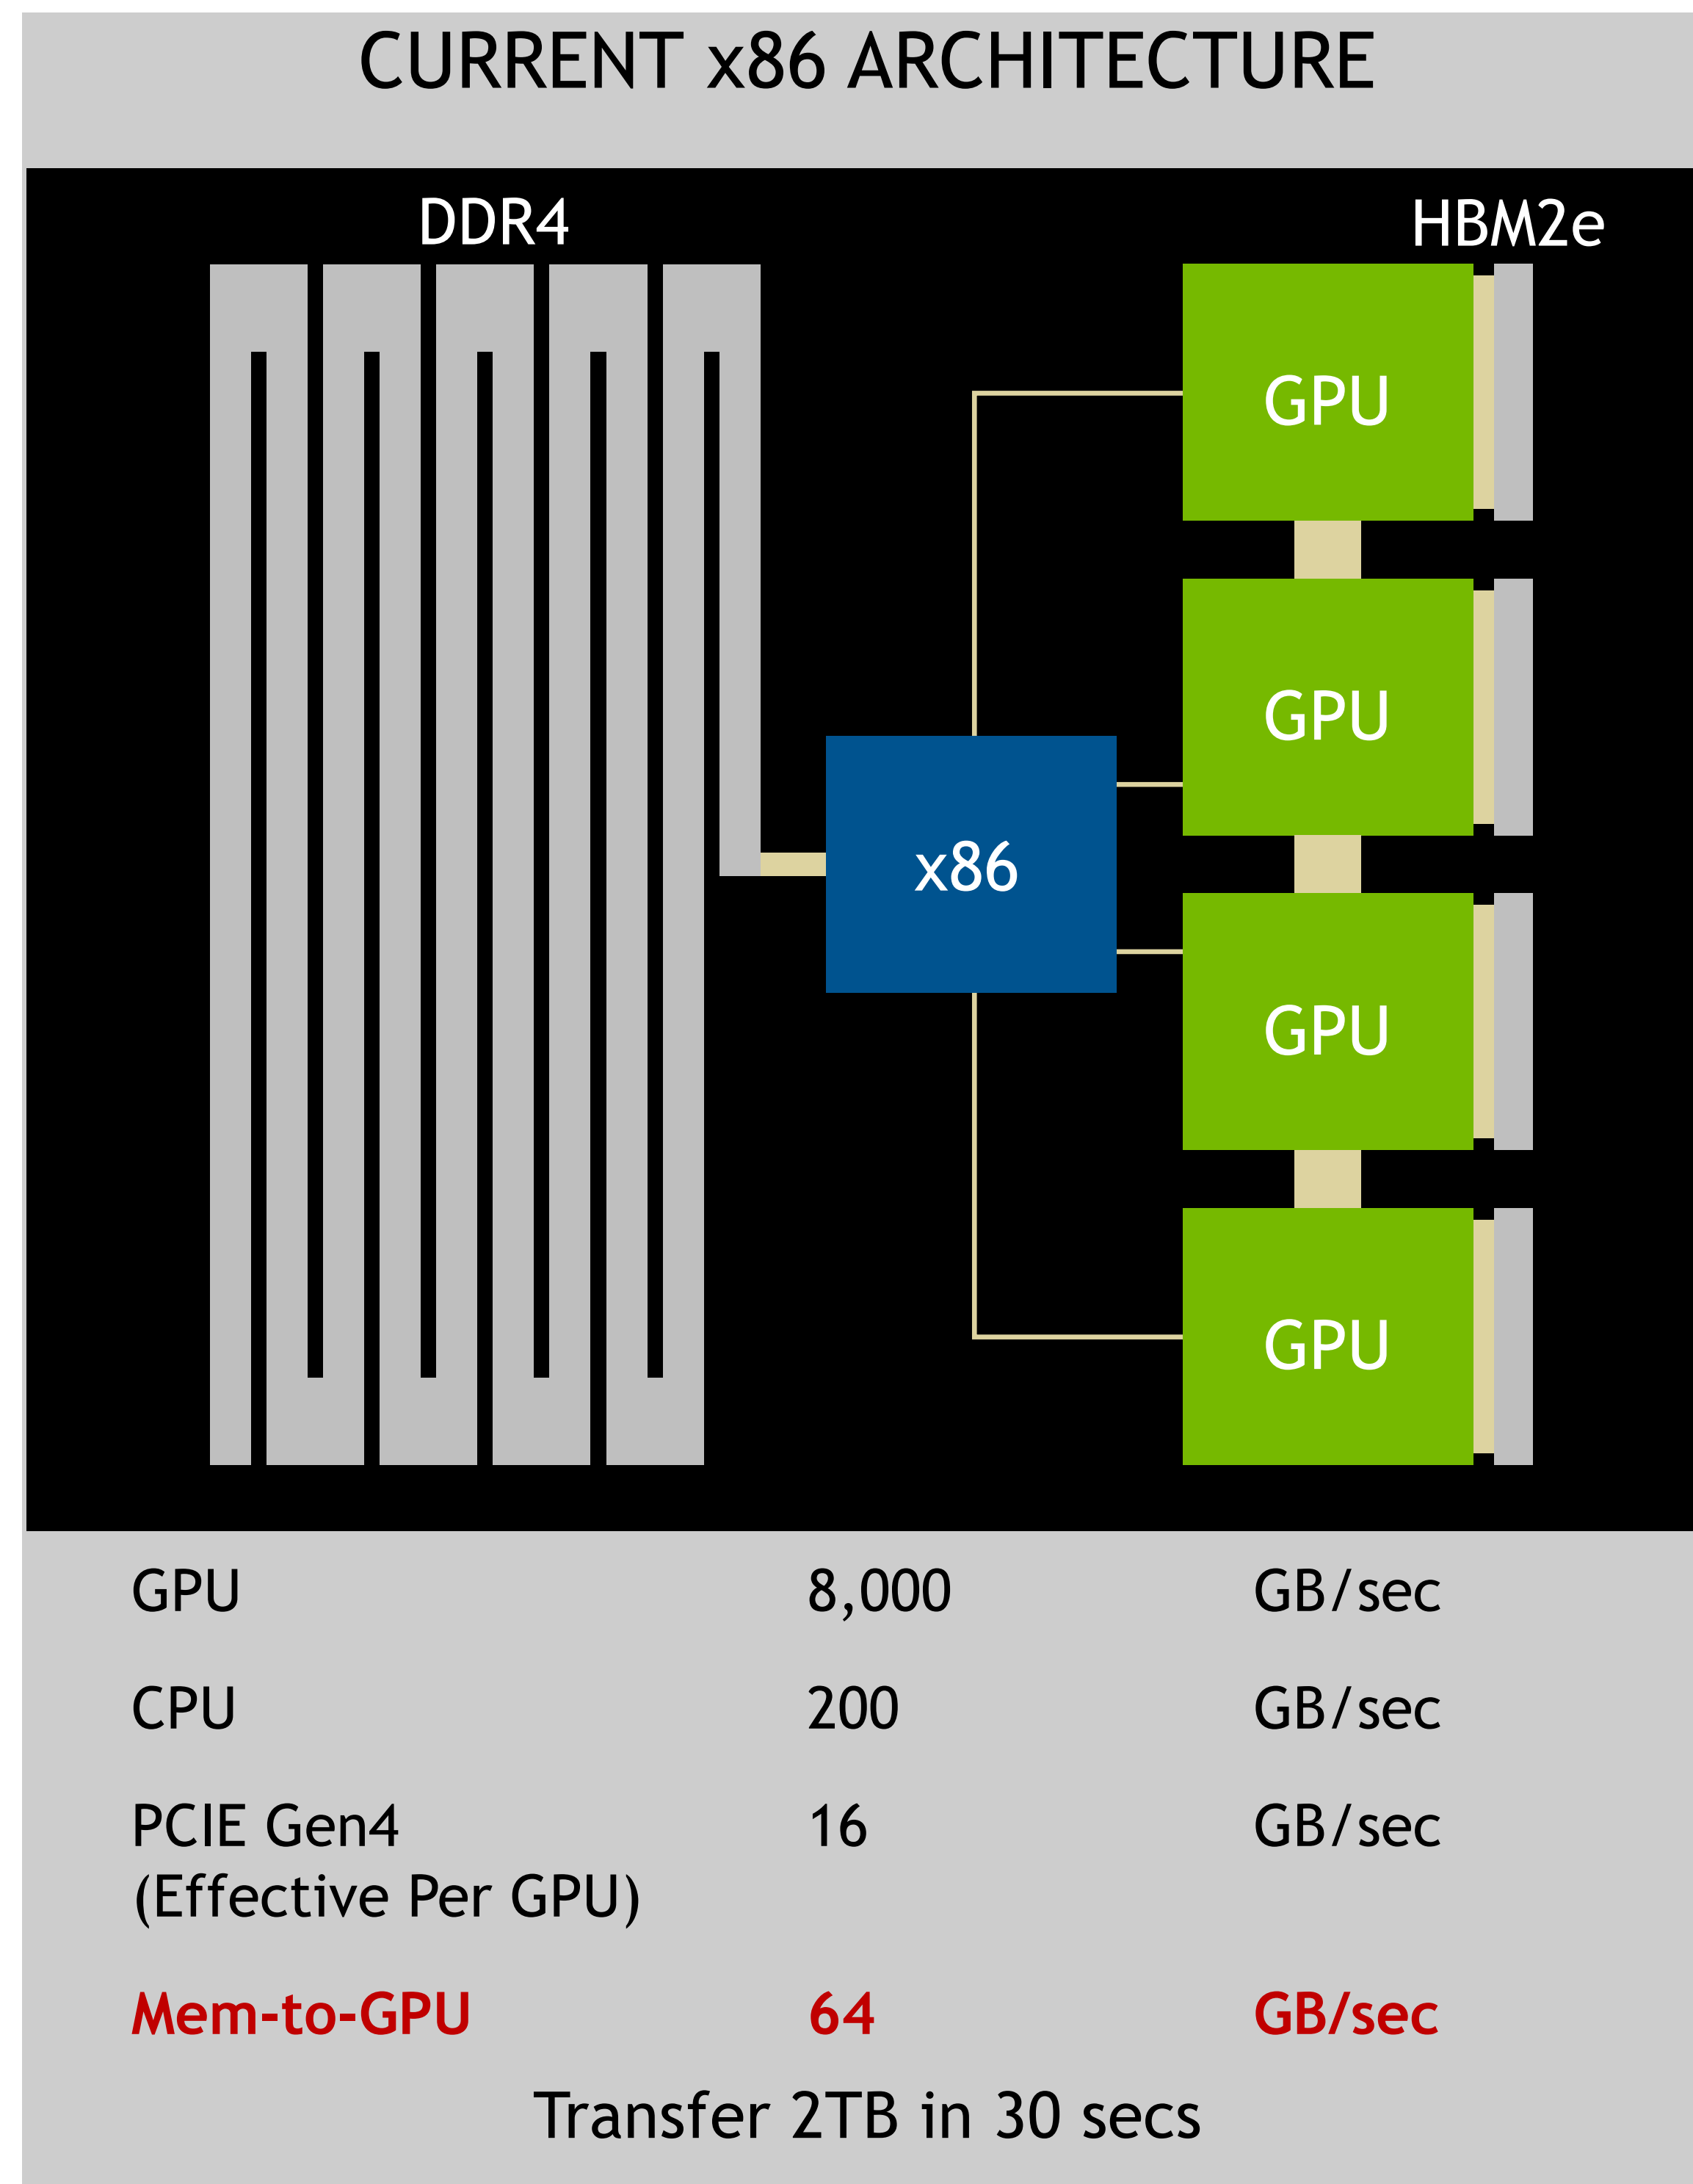 CURRENT x86 ARCHITECTURE
DDR4
HBM2e
GPU
GPU
x86
GPU
GPU
GPU 8,000 GB/sec
CPU 200 GB/sec
PCIE Gen4 16 GB/sec
(Effective Per GPU)
Mem-to-GPU 64 GB/sec
Transfer 2TB in 30 secs